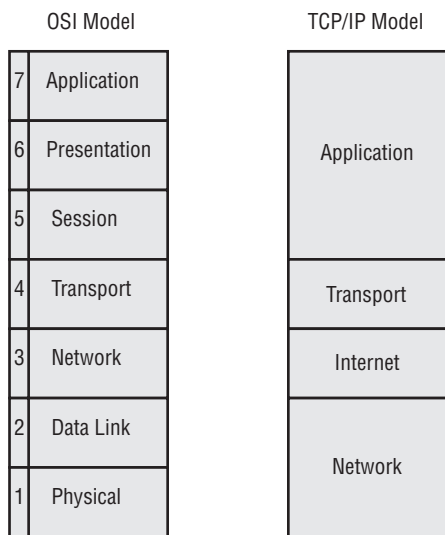 OSI Model
7 Application
6 Presentation
5 Session
4 Transport
3 Network
2 Data Link
1 Physical
TCP/IP Model
Application
Transport
Internet
Network